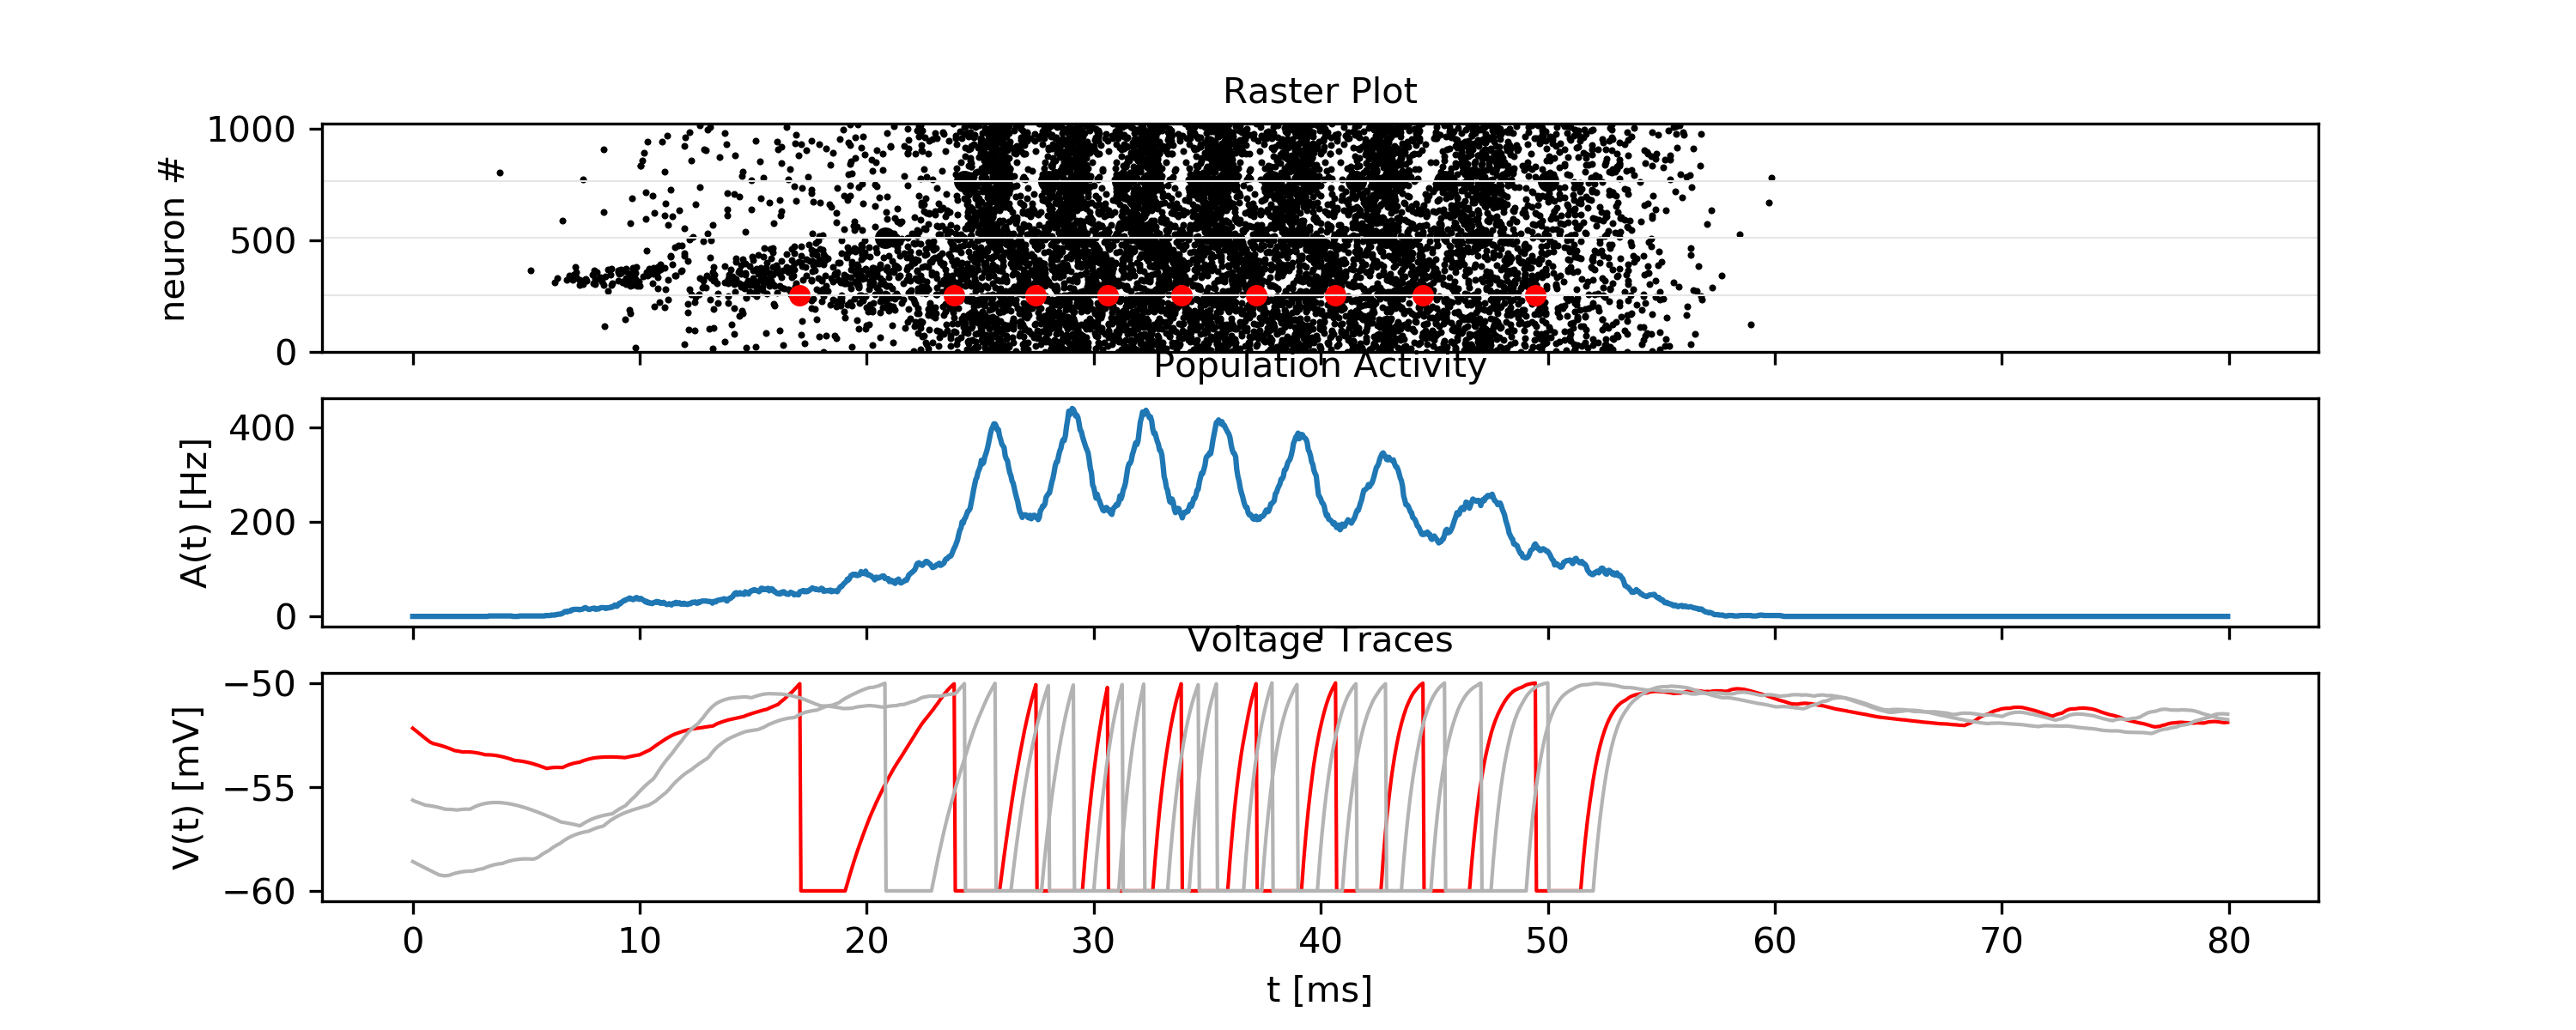 Raster Plot
neuron #
1000
500
0
Population Activity
A(t) [Hz]
400
200
0
Voltage Traces
V(t) [mV]
−50
−55
−60
0 10 20 30 40 50 60 70 80
t [ms]